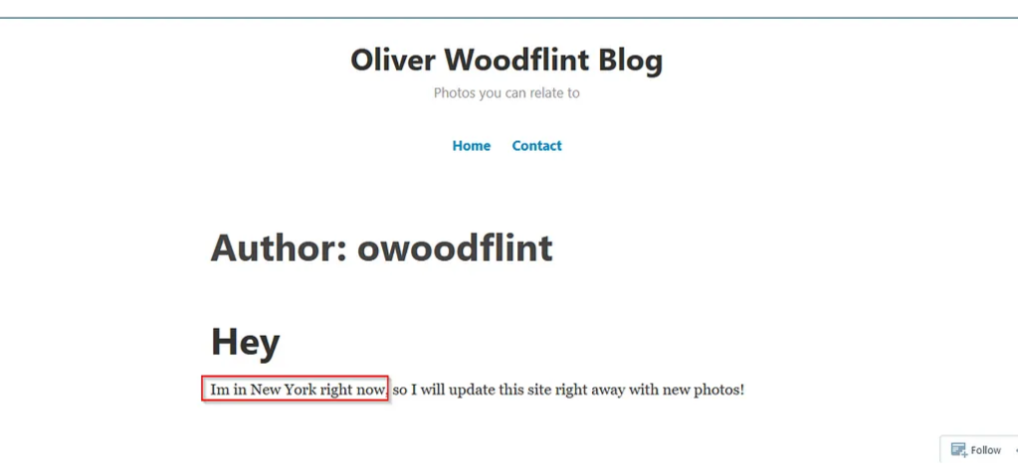 Oliver Woodflint Blog
Photos you can relate to
Home Contact
Author: owoodflint
Hey
Im in New York right now, so I will update this site right away with new photos!
Follow